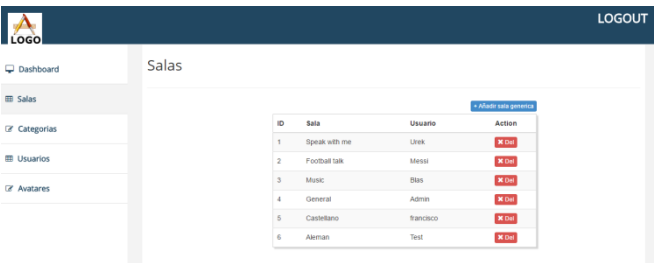 LOGO
LOGOUT
Dashboard
Salas
Categorias
Usuarios
Avatares
Salas
+ Añadir sala generica
ID Sala Usuario Action
1 Speak with me Urek Del
2 Football talk Messi Del
3 Music Blas Del
4 General Admin Del
5 Castellano francisco Del
6 Aleman Test Del